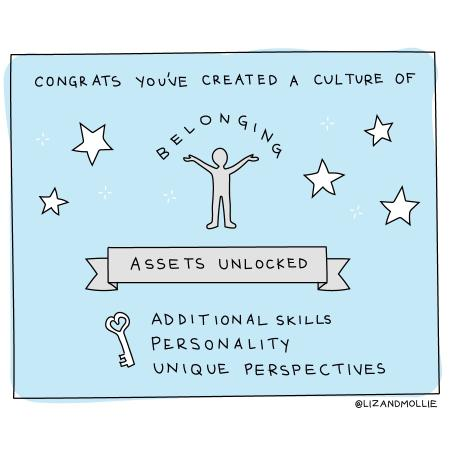 CONGRATS YOU'VE CREATED A CULTURE OF
BELONGING
ASSETS UNLOCKED
ADDITIONAL SKILLS
PERSONALITY
UNIQUE PERSPECTIVES
@LIZANDMOLLIE